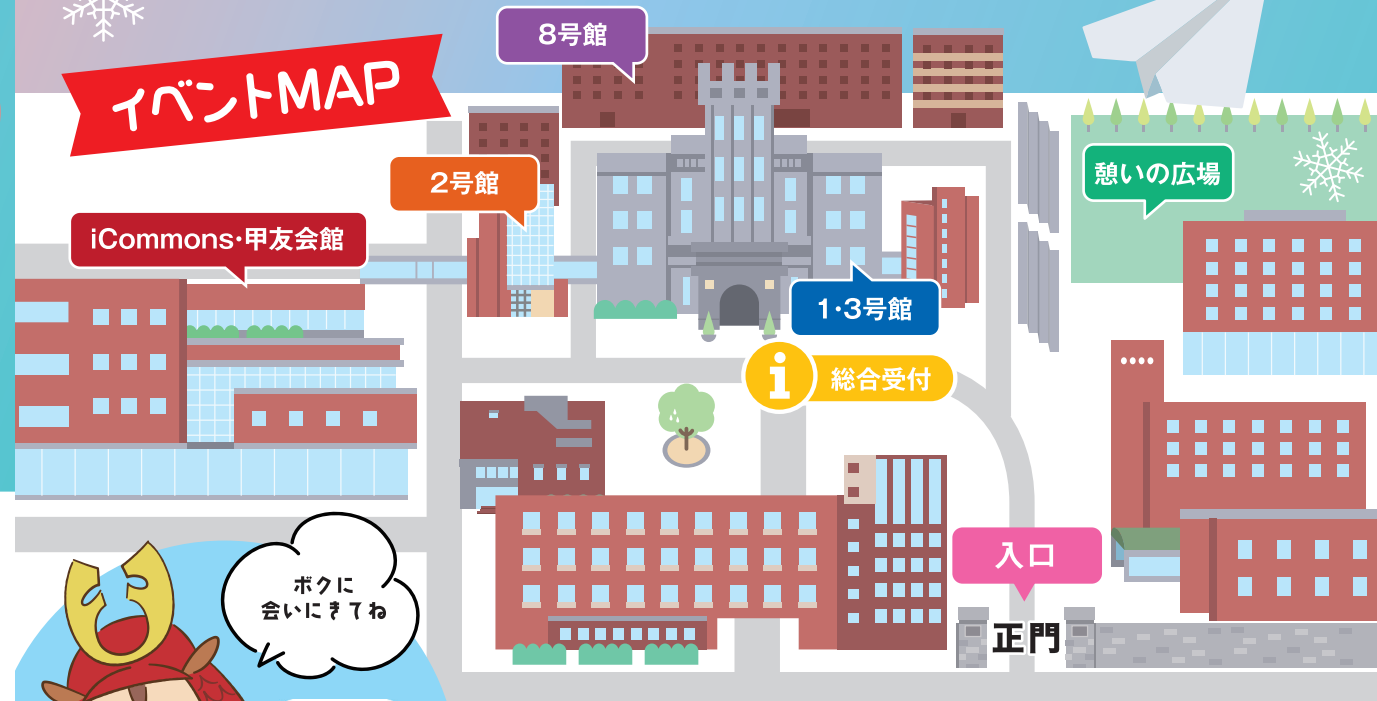 イベントMAP
8号館
2号館
憩いの広場
iCommons・甲友会館
1・3号館
i 総合受付
入口
正門
ボクに
会いにきてね